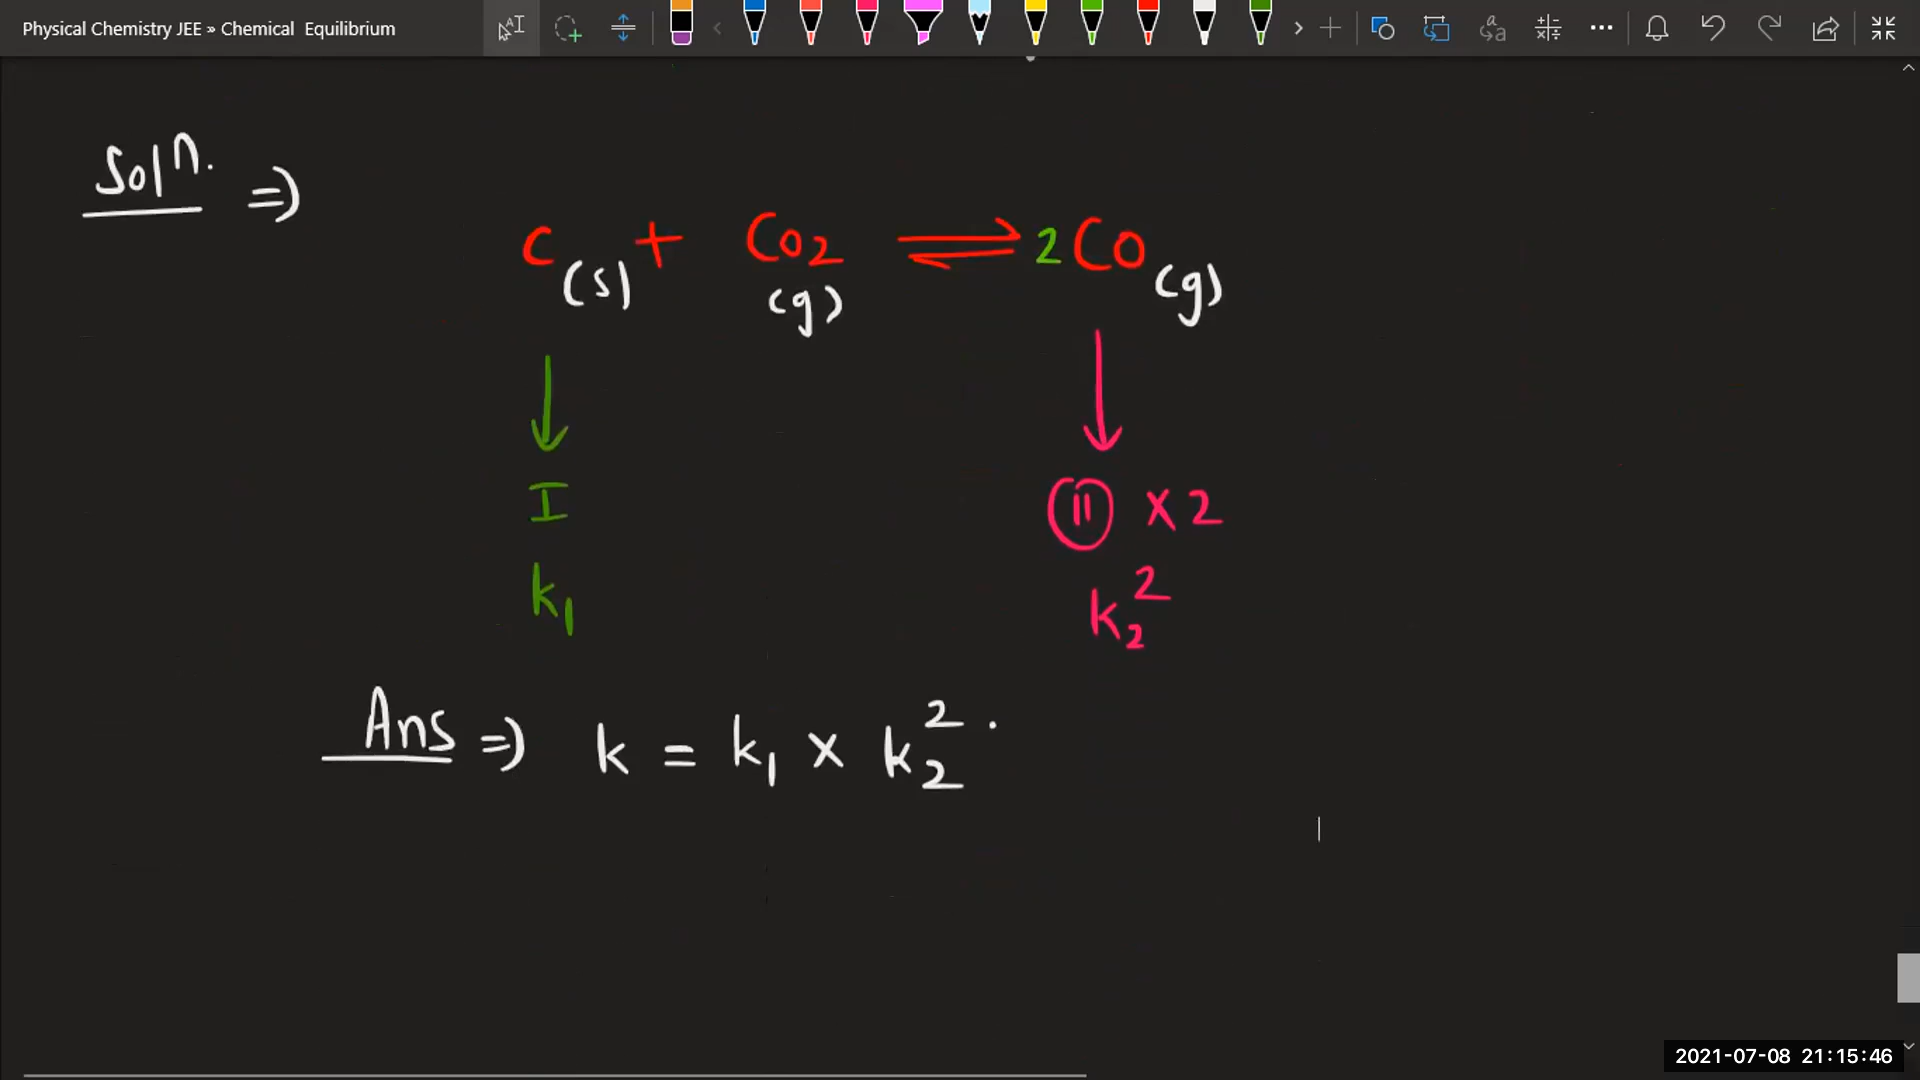 Physical Chemistry JEE » Chemical Equilibrium
Soln. ⇒
C(s) + CO2(g) ⇌ 2CO(g)
I
(II) × 2
k₁
k₂²
Ans ⇒ k = k₁ × k₂².
2021-07-08 21:15:46